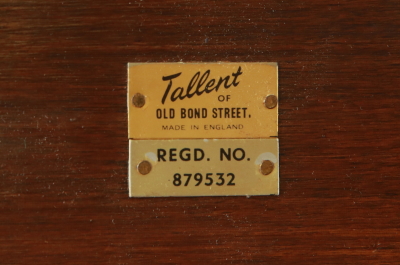 Tallent
OF
OLD BOND STREET.
MADE IN ENGLAND
REGD. NO.
879532